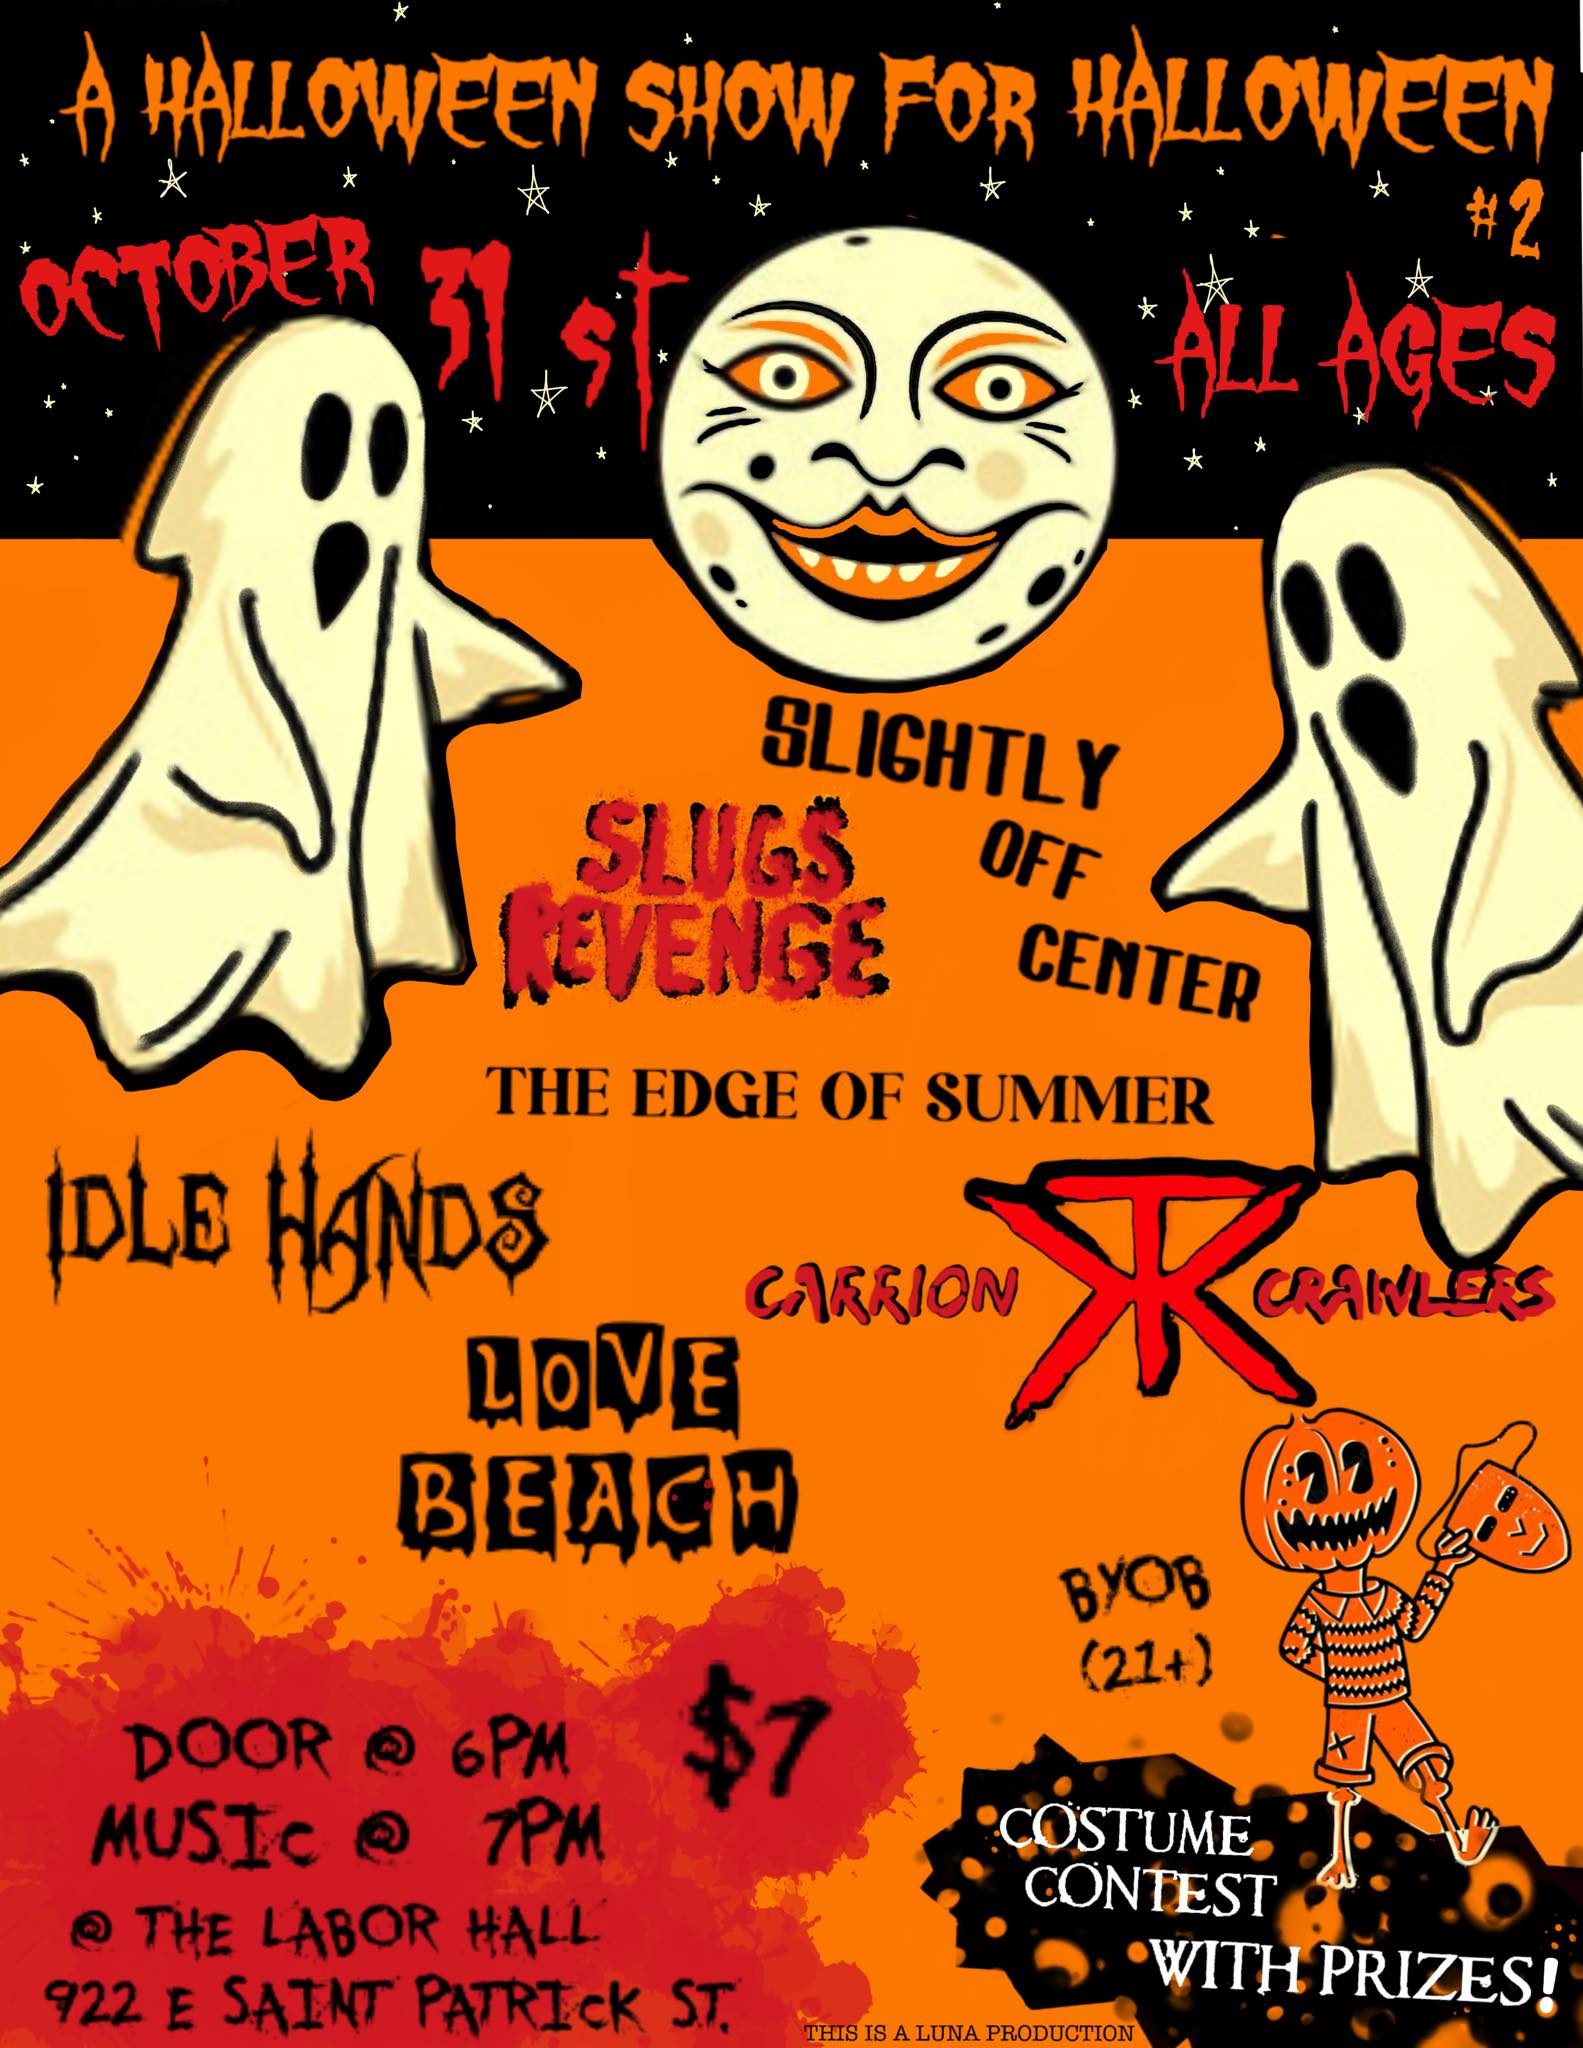 A HALLOWEEN SHOW FOR HALLOWEEN
#2
OCTOBER 31 st
ALL AGES
SLIGHTLY
OFF
CENTER
SLUGS
REVENGE
THE EDGE OF SUMMER
IDLE HANDS
CARRION CRAWLERS
LOVE
BEACH
BYOB
(21+)
$7
DOOR @ 6PM
MUSIC @ 7PM
@ THE LABOR HALL
922 E SAINT PATRICK ST.
COSTUME
CONTEST
WITH PRIZES!
THIS IS A LUNA PRODUCTION